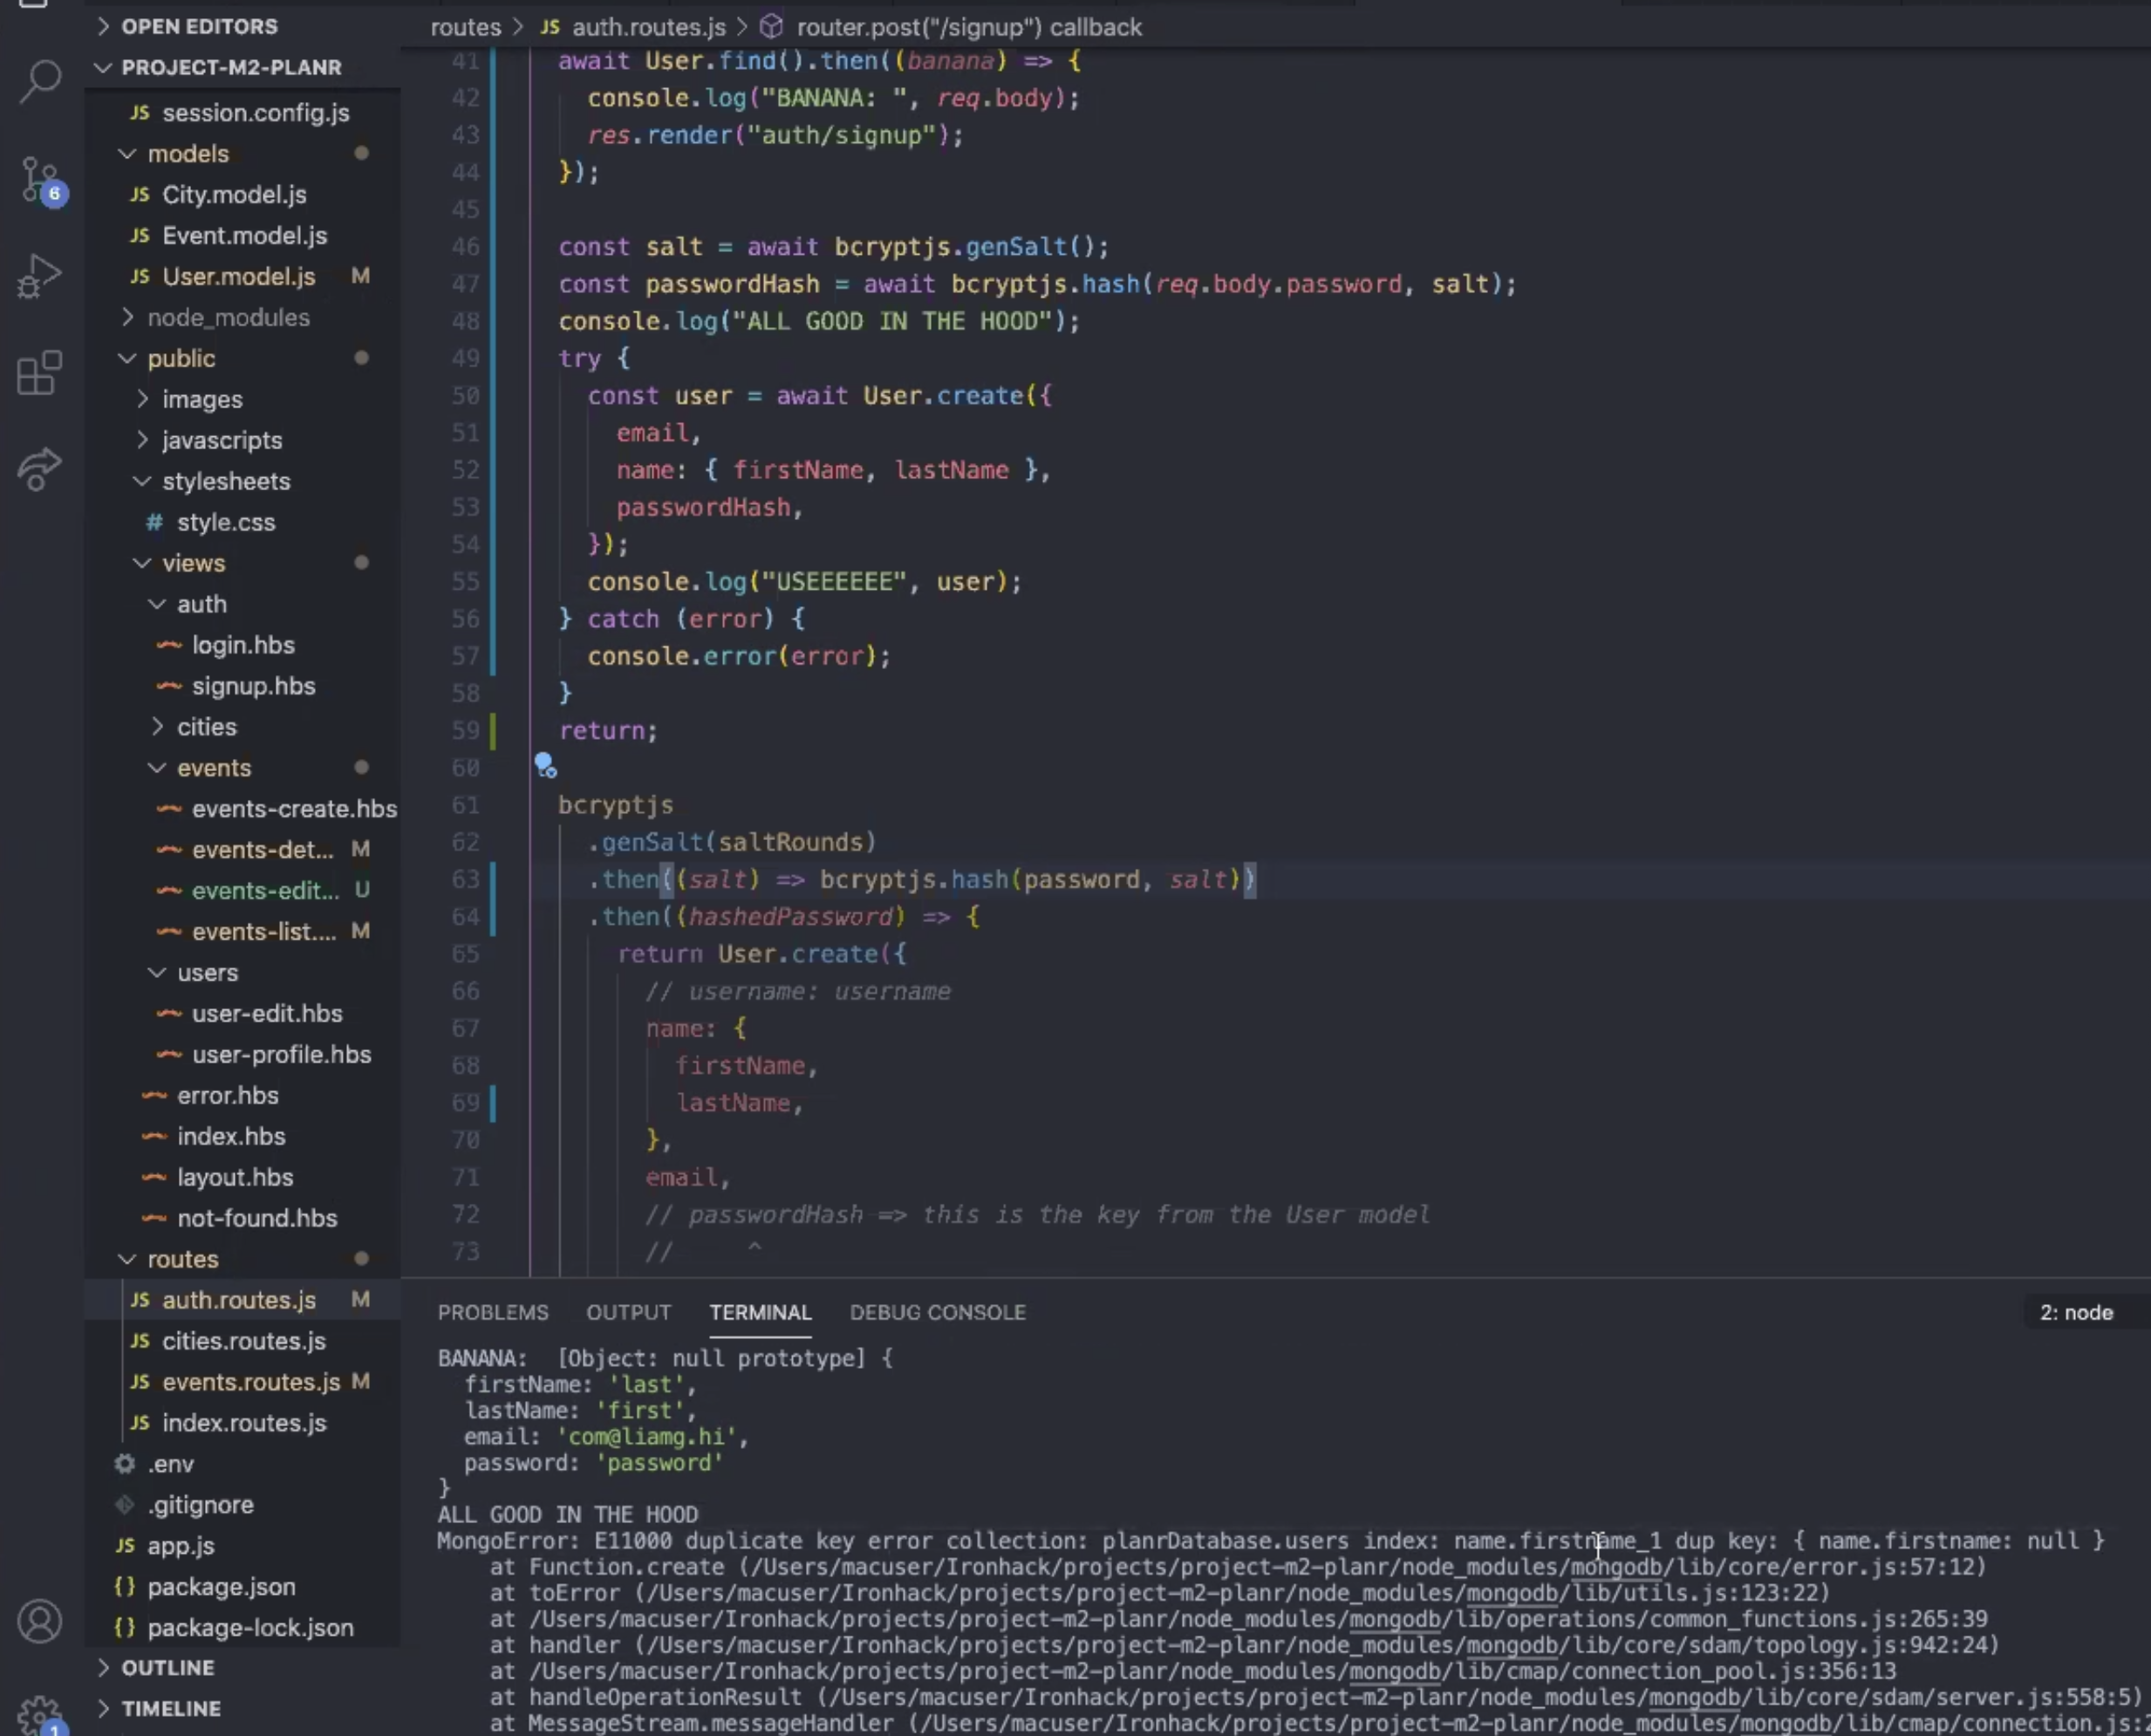 OPEN EDITORS
PROJECT-M2-PLANR
JS session.config.js
models
JS City.model.js
JS Event.model.js
JS User.model.js M
node_modules
public
images
javascripts
stylesheets
# style.css
views
auth
login.hbs
signup.hbs
cities
events
events-create.hbs
events-det... M
events-edit... U
events-list.... M
users
user-edit.hbs
user-profile.hbs
error.hbs
index.hbs
layout.hbs
not-found.hbs
routes
JS auth.routes.js M
JS cities.routes.js
JS events.routes.js M
JS index.routes.js
.env
.gitignore
JS app.js
{} package.json
{} package-lock.json
OUTLINE
TIMELINE
6
1
routes > JS auth.routes.js > router.post("/signup") callback
41 await User.find().then((banana) => {
42 console.log("BANANA: ", req.body);
43 res.render("auth/signup");
44 });
45
46 const salt = await bcryptjs.genSalt();
47 const passwordHash = await bcryptjs.hash(req.body.password, salt);
48 console.log("ALL GOOD IN THE HOOD");
49 try {
50 const user = await User.create({
51 email,
52 name: { firstName, lastName },
53 passwordHash,
54 });
55 console.log("USEEEEEE", user);
56 } catch (error) {
57 console.error(error);
58 }
59 return;
60
61 bcryptjs
62 .genSalt(saltRounds)
63 .then((salt) => bcryptjs.hash(password, salt))
64 .then((hashedPassword) => {
65 return User.create({
66 // username: username
67 name: {
68 firstName,
69 lastName,
70 },
71 email,
72 // passwordHash => this is the key from the User model
73 // ^
PROBLEMS OUTPUT TERMINAL DEBUG CONSOLE 2: node
BANANA: [Object: null prototype] {
firstName: 'last',
lastName: 'first',
email: 'com@liamg.hi',
password: 'password'
}
ALL GOOD IN THE HOOD
MongoError: E11000 duplicate key error collection: planrDatabase.users index: name.firstname_1 dup key: { name.firstname: null }
at Function.create (/Users/macuser/Ironhack/projects/project-m2-planr/node_modules/mongodb/lib/core/error.js:57:12)
at toError (/Users/macuser/Ironhack/projects/project-m2-planr/node_modules/mongodb/lib/utils.js:123:22)
at /Users/macuser/Ironhack/projects/project-m2-planr/node_modules/mongodb/lib/operations/common_functions.js:265:39
at handler (/Users/macuser/Ironhack/projects/project-m2-planr/node_modules/mongodb/lib/core/sdam/topology.js:942:24)
at /Users/macuser/Ironhack/projects/project-m2-planr/node_modules/mongodb/lib/cmap/connection_pool.js:356:13
at handleOperationResult (/Users/macuser/Ironhack/projects/project-m2-planr/node_modules/mongodb/lib/core/sdam/server.js:558:5)
at MessageStream.messageHandler (/Users/macuser/Ironhack/projects/project-m2-planr/node_modules/mongodb/lib/cmap/connection.js: